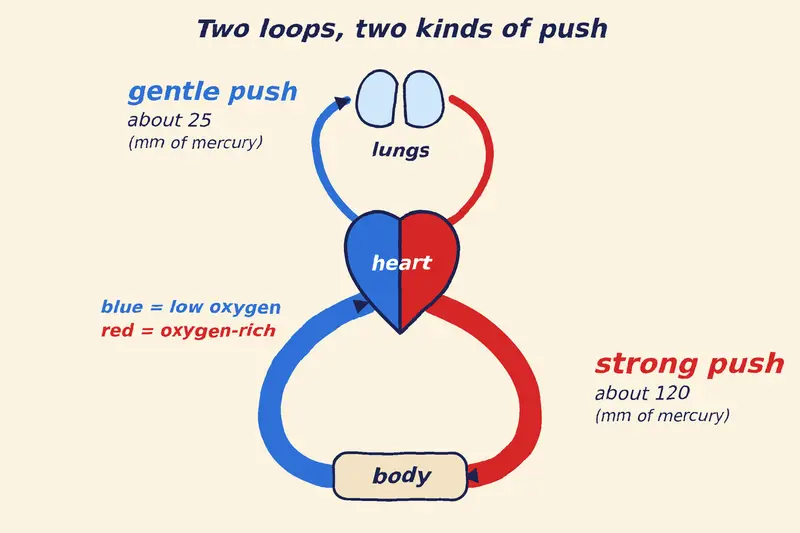 Two loops, two kinds of push
gentle push
about 25
(mm of mercury)
lungs
heart
blue = low oxygen
red = oxygen-rich
strong push
about 120
(mm of mercury)
body